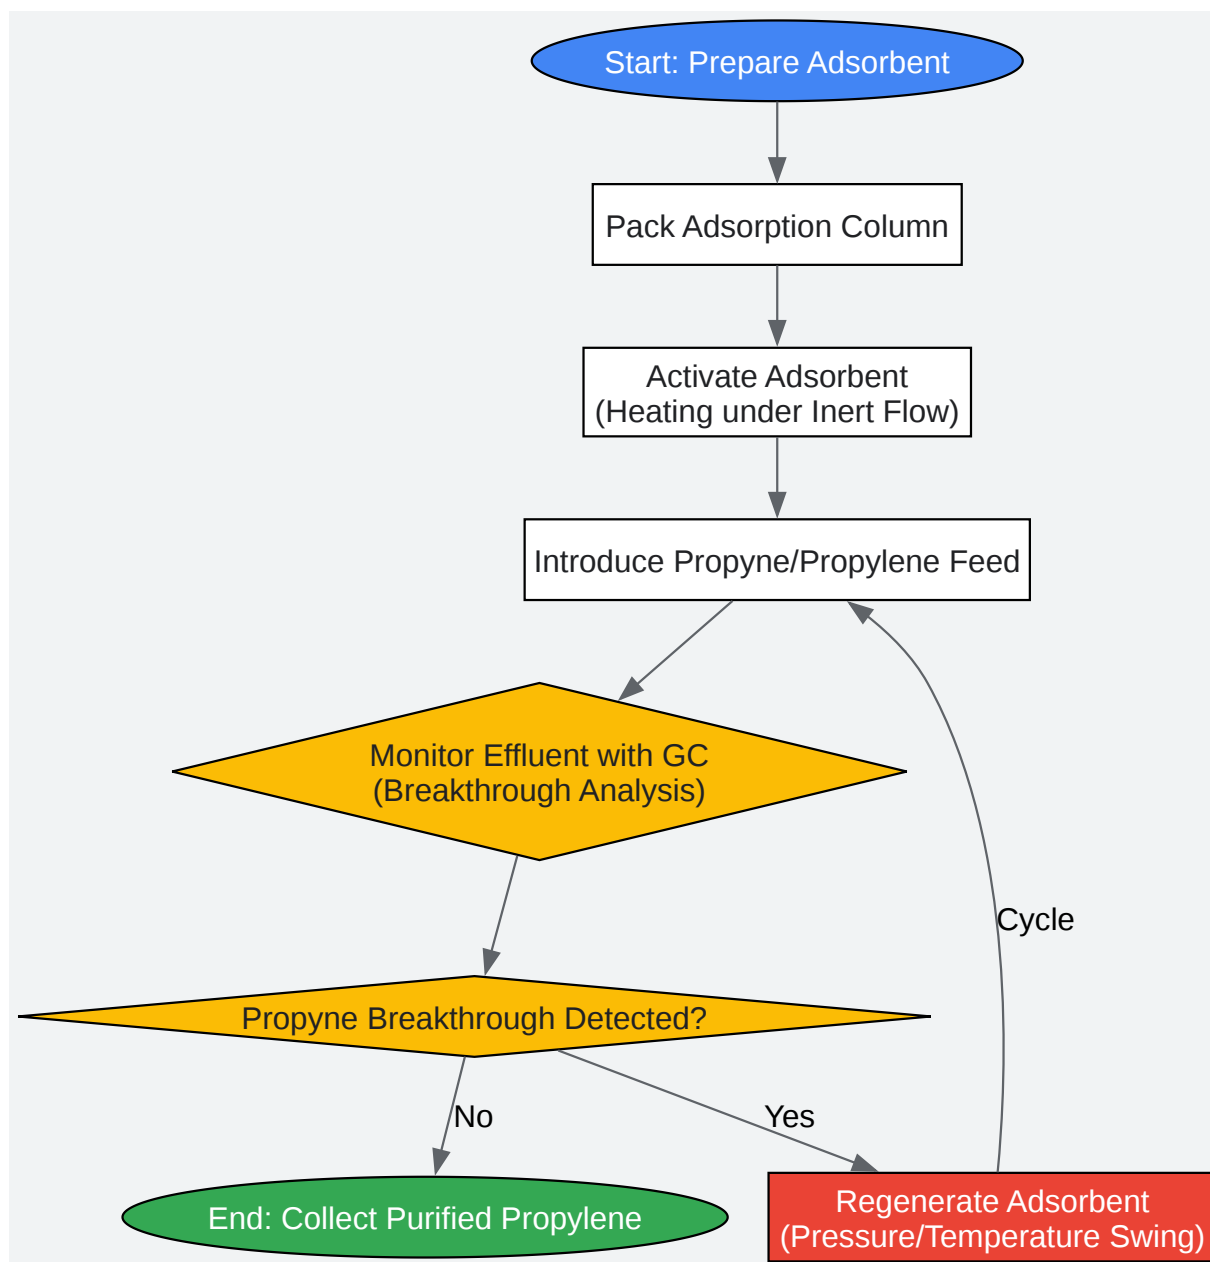 Start: Prepare Adsorbent
Pack Adsorption Column
Activate Adsorbent
(Heating under Inert Flow)
Introduce Propyne/Propylene Feed
Monitor Effluent with GC
(Breakthrough Analysis)
Cycle
Propyne Breakthrough Detected?
No
Yes
End: Collect Purified Propylene
Regenerate Adsorbent
(Pressure/Temperature Swing)